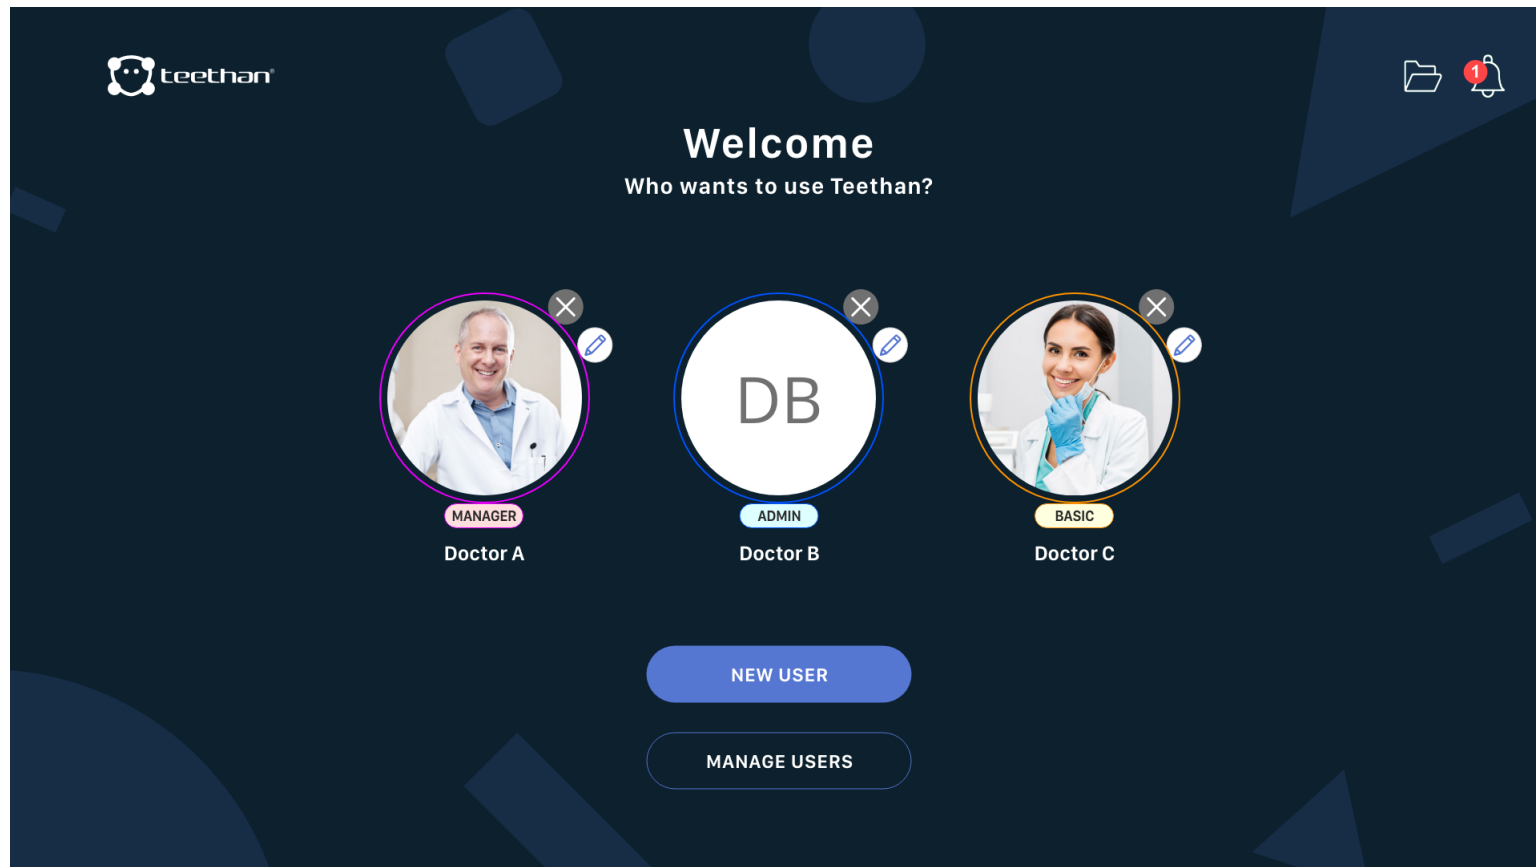 teethan®
1
Welcome
Who wants to use Teethan?
DB
MANAGER
ADMIN
BASIC
Doctor A
Doctor B
Doctor C
NEW USER
MANAGE USERS